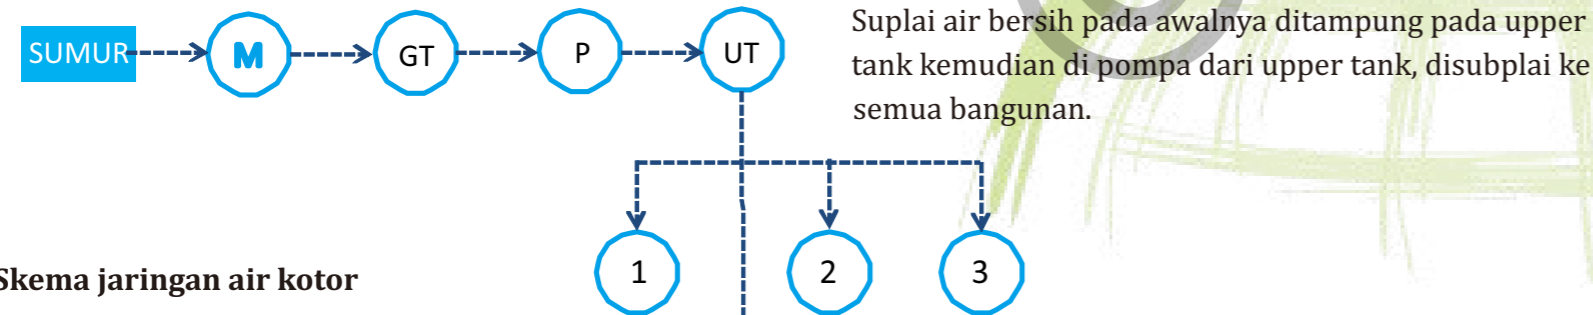 SUMUR M GT P UT
Suplai air bersih pada awalnya ditampung pada upper
tank kemudian di pompa dari upper tank, disubplai ke
semua bangunan.
1 2 3
Skema jaringan air kotor